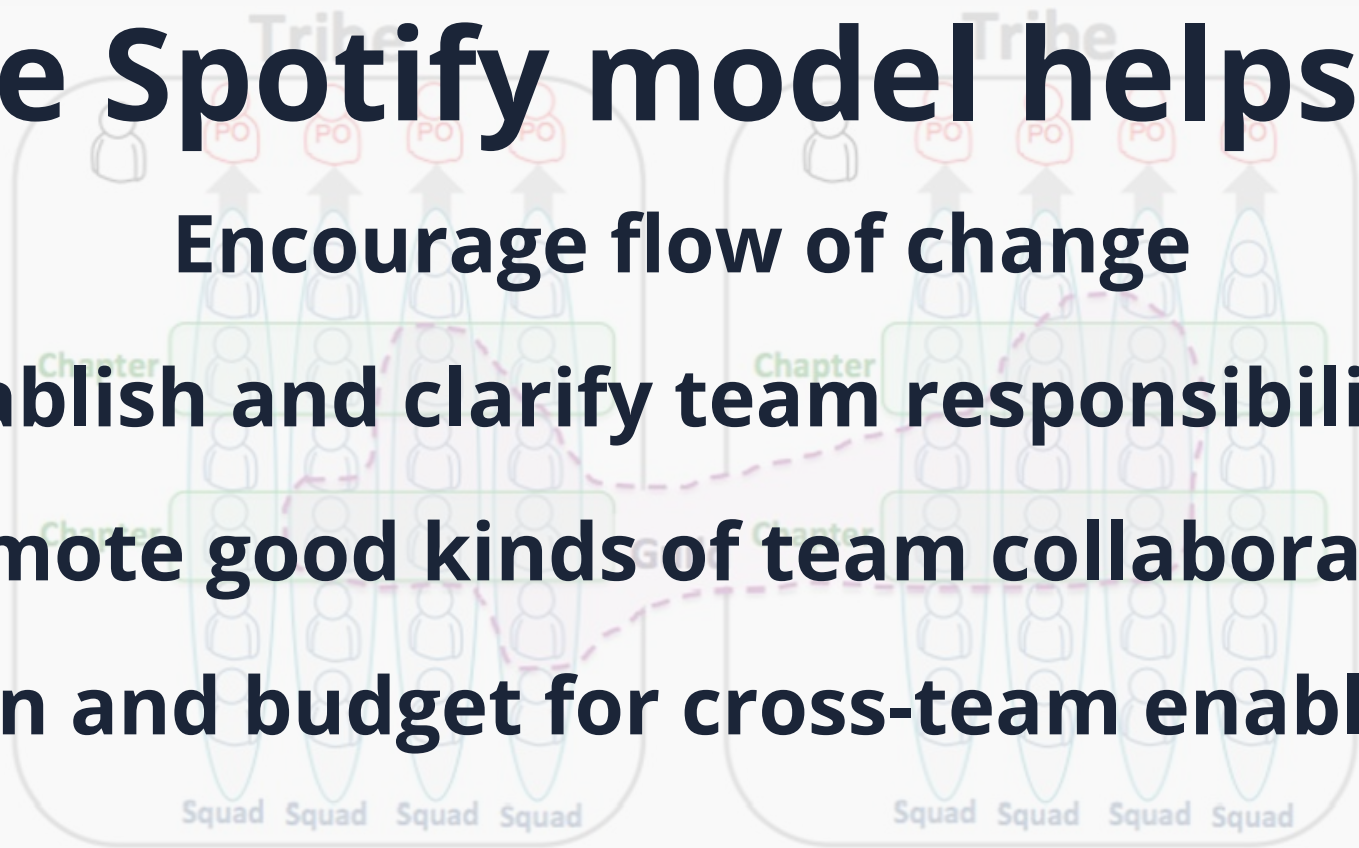 Tribe Tribe
e Spotify model helps
PO PO PO PO PO PO PO PO
Encourage flow of change
Chapter Chapter
ablish and clarify team responsibili
Chapter Chapter
mote good kinds of team collabora
n and budget for cross-team enabl
Squad Squad Squad Squad Squad Squad Squad Squad